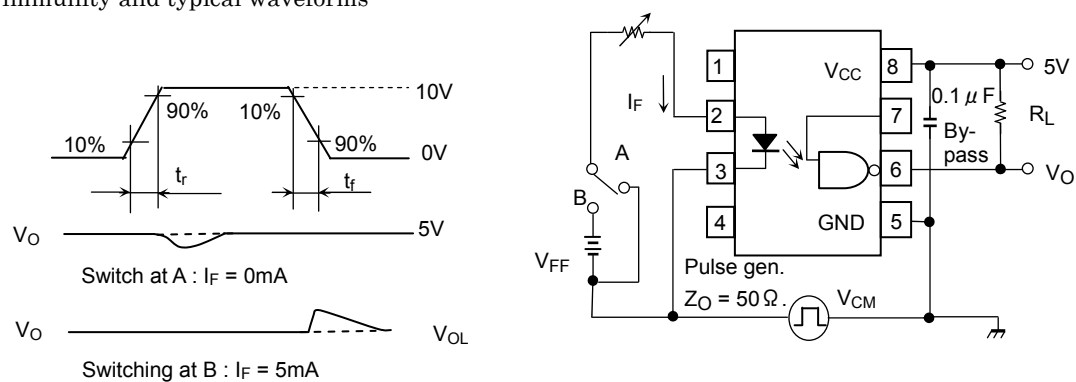 immunity and typical waveforms
10V
90%
10%
10%
90%
0V
tr
tf
VO
5V
Switch at A : IF = 0mA
VO
VOL
Switching at B : IF = 5mA
IF
A
B
VFF
1
2
3
4
VCC
GND
8
7
6
5
5V
0.1 μ F
By-
pass
RL
VO
Pulse gen.
ZO = 50 Ω .
VCM